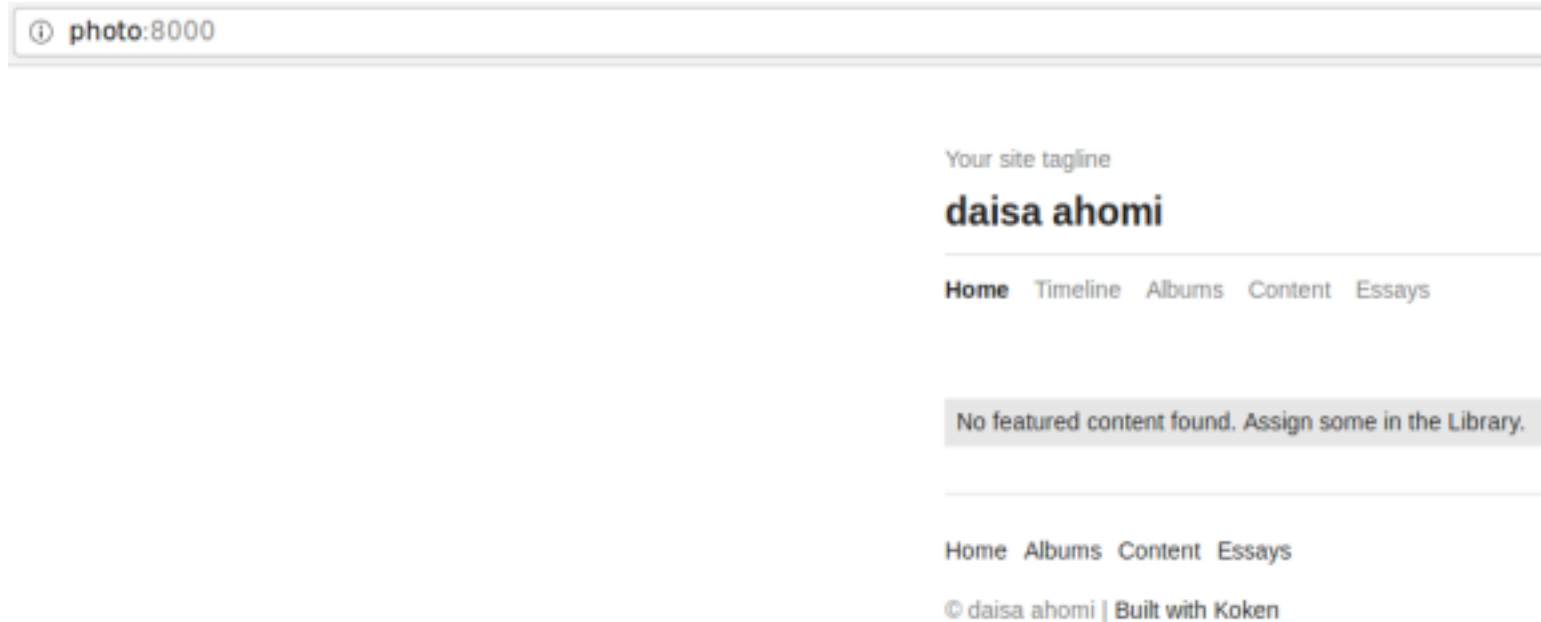 photo:8000
Your site tagline
daisa ahomi
Home Timeline Albums Content Essays
No featured content found. Assign some in the Library.
Home Albums Content Essays
© daisa ahomi | Built with Koken